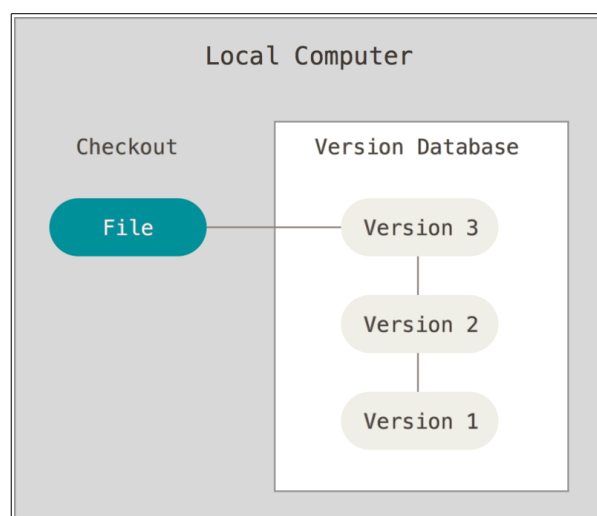 Local Computer
Checkout
Version Database
File
Version 3
Version 2
Version 1